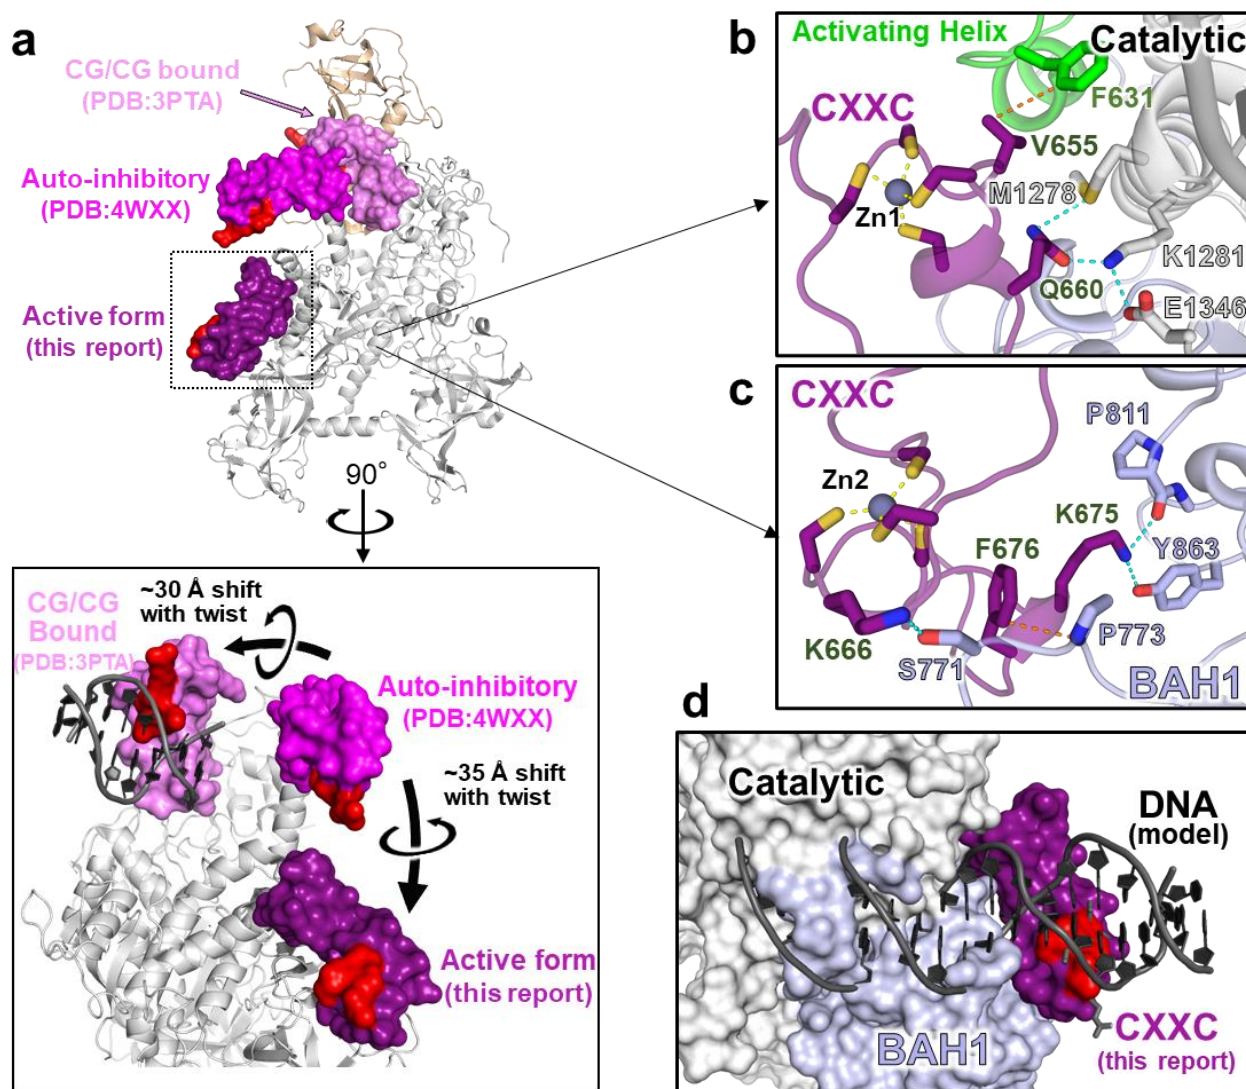 a
CG/CG bound
(PDB:3PTA)
Auto-inhibitory
(PDB:4WXX)
Active form
(this report)
90°
CG/CG
Bound
(PDB:3PTA)
~30 Å shift
with twist
Auto-inhibitory
(PDB:4WXX)
~35 Å shift
with twist
Active form
(this report)
b
Activating Helix
Catalytic
CXXC
F631
V655
M1278
Zn1
K1281
Q660
E1346
c
CXXC
P811
Zn2
K675
F676
Y863
K666
S771
P773
BAH1
d
Catalytic
DNA
(model)
BAH1
CXXC
(this report)